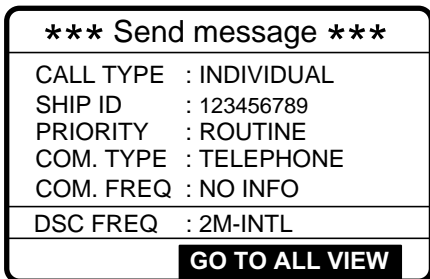 *** Send message ***
CALL TYPE : INDIVIDUAL
SHIP ID : 123456789
PRIORITY : ROUTINE
COM. TYPE : TELEPHONE
COM. FREQ : NO INFO
DSC FREQ : 2M-INTL
GO TO ALL VIEW